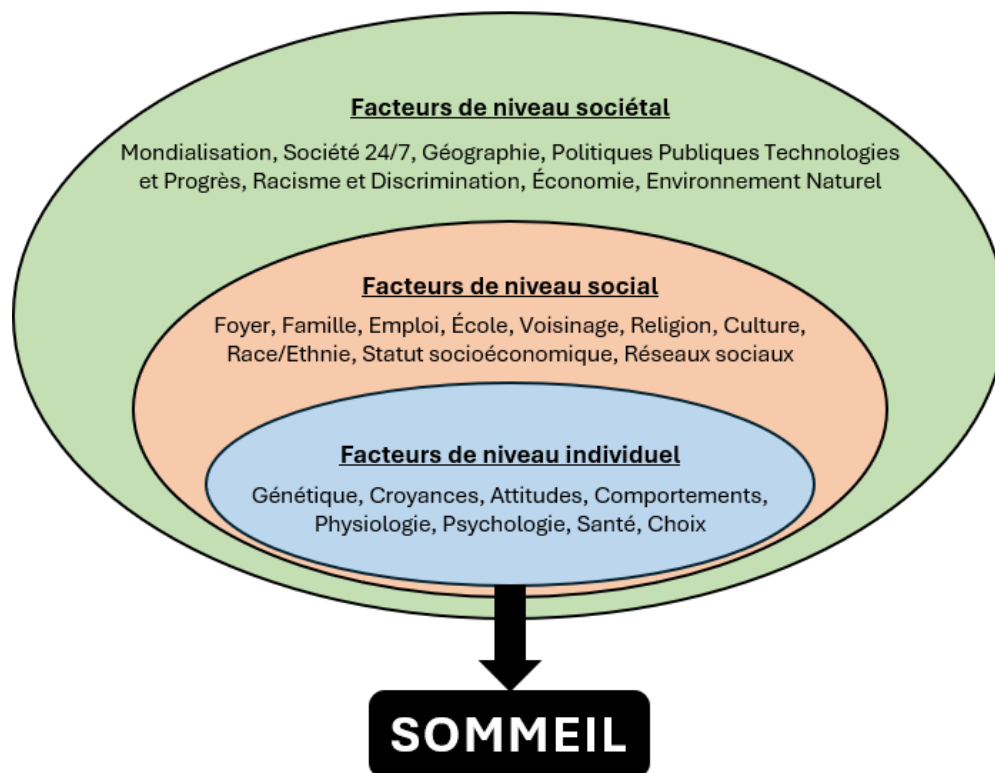 Facteurs de niveau sociétal
Mondialisation, Société 24/7, Géographie, Politiques Publiques Technologies
et Progrès, Racisme et Discrimination, Économie, Environnement Naturel
Facteurs de niveau social
Foyer, Famille, Emploi, École, Voisinage, Religion, Culture,
Race/Ethnie, Statut socioéconomique, Réseaux sociaux
Facteurs de niveau individuel
Génétique, Croyances, Attitudes, Comportements,
Physiologie, Psychologie, Santé, Choix
SOMMEIL